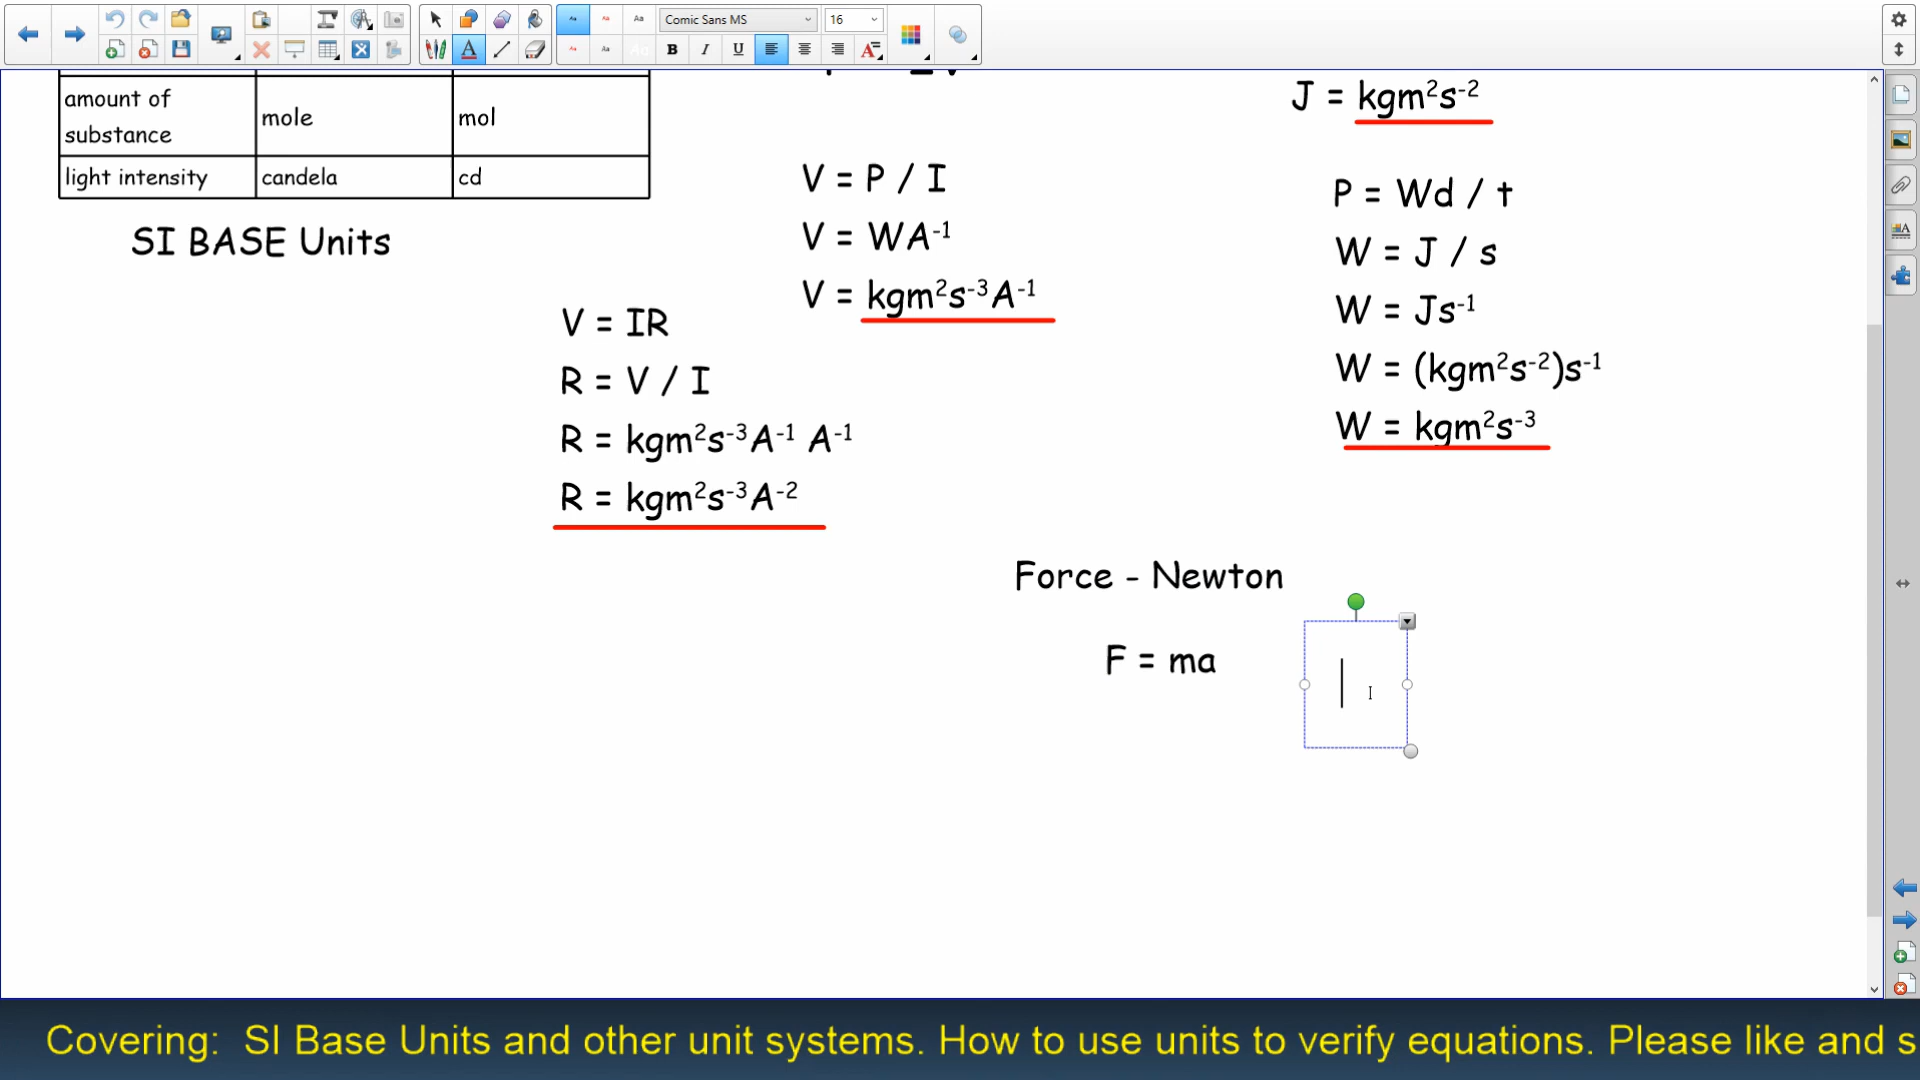 Comic Sans MS
16
B I U
amount of
substance
mole
mol
light intensity
candela
cd
SI BASE Units
V = IR
R = V / I
R = kgm²s⁻³A⁻¹ A⁻¹
R = kgm²s⁻³A⁻²
V = P / I
V = WA⁻¹
V = kgm²s⁻³A⁻¹
J = kgm²s⁻²
P = Wd / t
W = J / s
W = Js⁻¹
W = (kgm²s⁻²)s⁻¹
W = kgm²s⁻³
Force - Newton
F = ma
Covering: SI Base Units and other unit systems. How to use units to verify equations. Please like and s